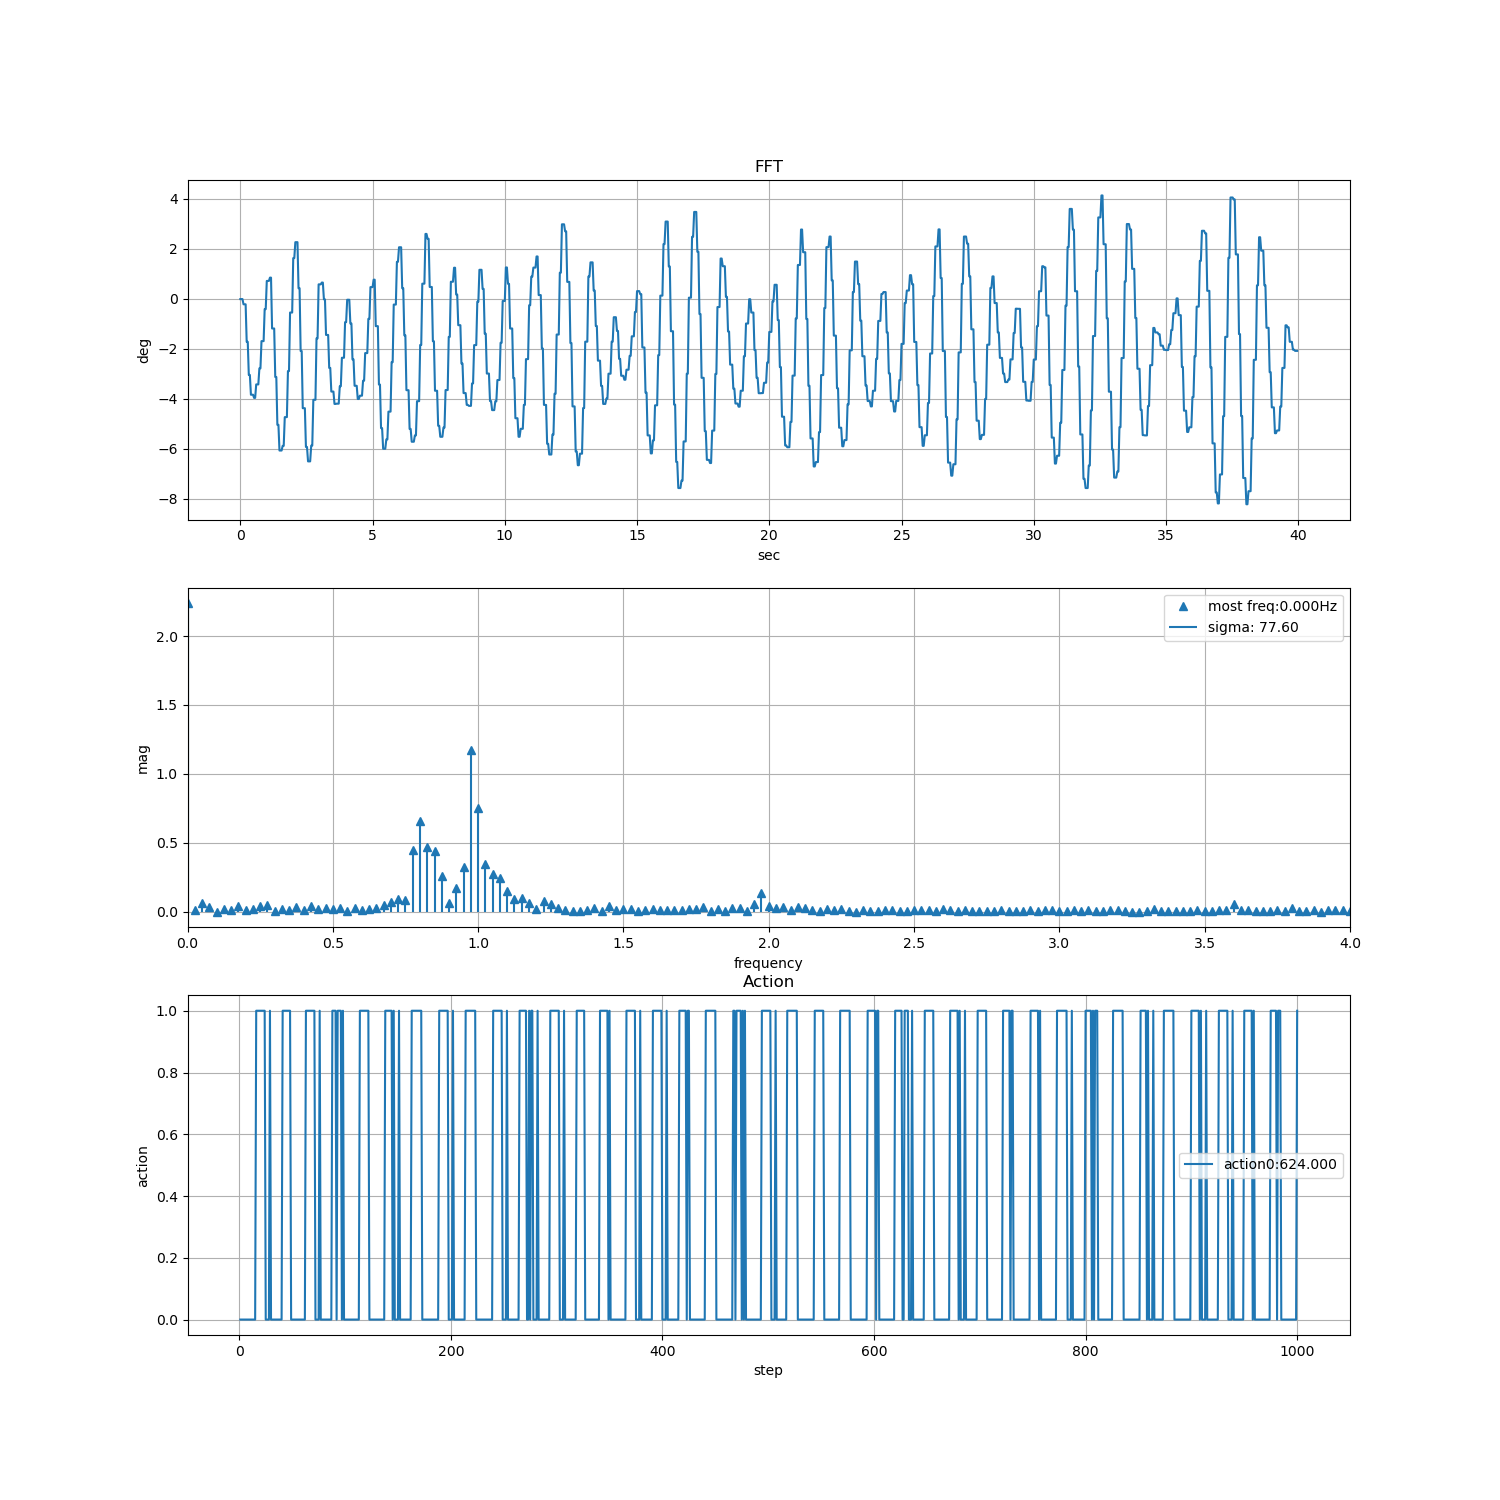 FFT
4
2
0
−2
−4
−6
−8
deg
0 5 10 15 20 25 30 35 40
sec
most freq:0.000Hz
sigma: 77.60
2.0
1.5
1.0
0.5
0.0
mag
0.0 0.5 1.0 1.5 2.0 2.5 3.0 3.5 4.0
frequency
Action
1.0
0.8
0.6
0.4
0.2
0.0
action
action0:624.000
0 200 400 600 800 1000
step